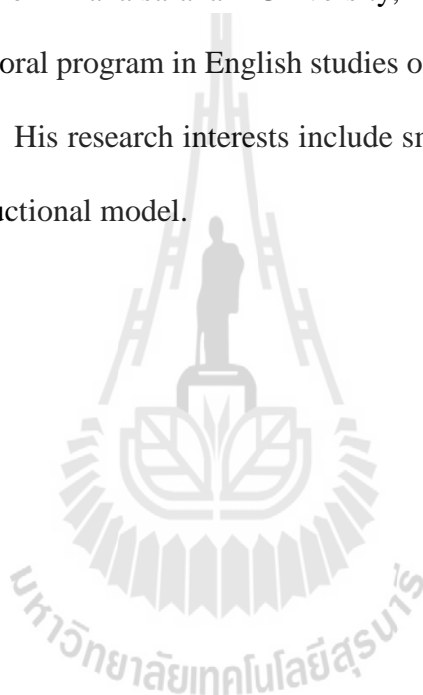 University,
oral program in English studies o
His research interests include sn
uctional model.
มหาวิทยาลัยเทคโนโลยีสุรนารี